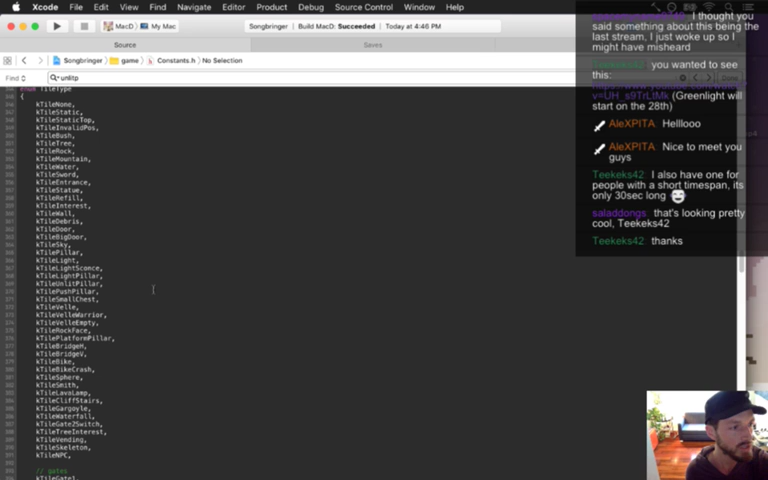 Xcode File Edit View Find Navigate Editor Product Debug Source Control Window Help
MacD My Mac
Songbringer Build MacD: Succeeded Today at 4:46 PM
Source
Saves
Songbringer game Constants.h No Selection
Find unlitp
enum TileType
{
kTileNone,
kTileStatic,
kTileStaticTop,
kTileInvalidPos,
kTileBush,
kTileTree,
kTileRock,
kTileMountain,
kTileWater,
kTileSword,
kTileEntrance,
kTileStatue,
kTileRefill,
kTileInterest,
kTileWall,
kTileDebris,
kTileDoor,
kTileBigDoor,
kTileSky,
kTilePillar,
kTileLight,
kTileLightSconce,
kTileLightPillar,
kTileUnlitPillar,
kTilePushPillar,
kTileSmallChest,
kTileVelle,
kTileVelleWarrior,
kTileVelleEmpty,
kTileRockFace,
kTilePlatformPillar,
kTileBridgeH,
kTileBridgeV,
kTileBike,
kTileBikeCrash,
kTileSphere,
kTileSmith,
kTileLavaLamp,
kTileCliffStairs,
kTileGargoyle,
kTileWaterfall,
kTileGate2Switch,
kTileTreeInterest,
kTileVending,
kTileSkeleton,
kTileNPC,
// gates
kTileGate1,
I thought you
said something about this being the
last stream, I just woke up so I
might have misheard
Teekeks42: you wanted to see
this:
(Greenlight will
start on the 28th)
AleXPITA: Helllooo
AleXPITA: Nice to meet you
guys
Teekeks42: I also have one for
people with a short timespan, its
only 30sec long
saladdongs: that's looking pretty
cool, Teekeks42
Teekeks42: thanks